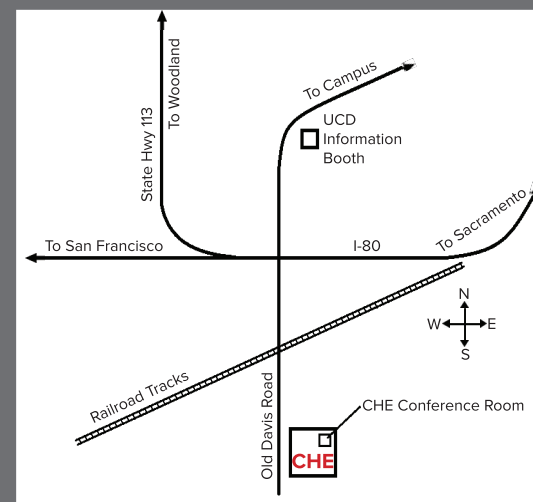 To Woodland
State Hwy 113
To Campus
UCD
Information
Booth
To San Francisco
I-80
To Sacramento
N
W
E
S
Railroad Tracks
Old Davis Road
CHE Conference Room
CHE